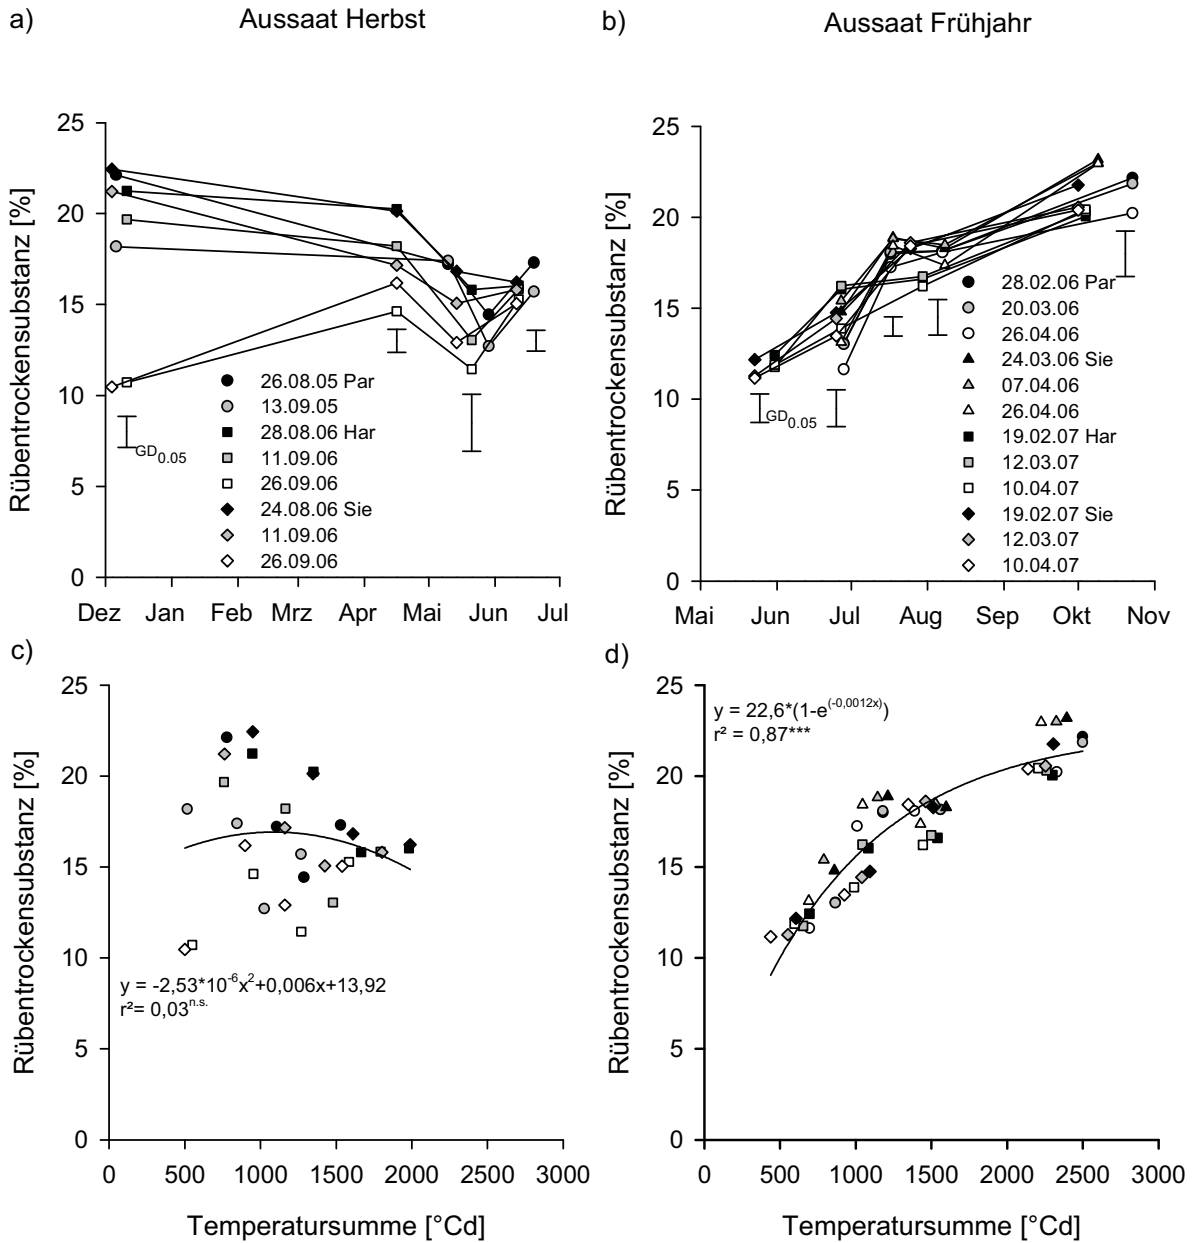 a)
Aussaat Herbst
25
20
15
10
5
0
Rübentrockensubstanz [%]
GD0.05
26.08.05 Par
13.09.05
28.08.06 Har
11.09.06
26.09.06
24.08.06 Sie
11.09.06
26.09.06
Dez Jan Feb Mrz Apr Mai Jun Jul
b)
Aussaat Frühjahr
25
20
15
10
5
0
Rübentrockensubstanz [%]
GD0.05
28.02.06 Par
20.03.06
26.04.06
24.03.06 Sie
07.04.06
26.04.06
19.02.07 Har
12.03.07
10.04.07
19.02.07 Sie
12.03.07
10.04.07
Mai Jun Jul Aug Sep Okt Nov
c)
25
20
15
10
5
0
Rübentrockensubstanz [%]
y = -2,53*10-6x2+0,006x+13,92
r²= 0,03n.s.
0 500 1000 1500 2000 2500 3000
Temperatursumme [°Cd]
d)
25
20
15
10
5
0
Rübentrockensubstanz [%]
y = 22,6*(1-e(-0,0012x))
r² = 0,87***
0 500 1000 1500 2000 2500 3000
Temperatursumme [°Cd]